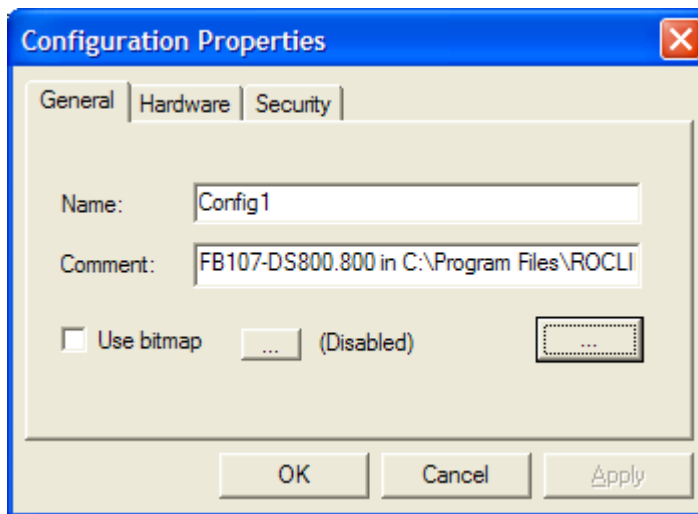 Configuration Properties
General Hardware Security
Name: Config1
Comment: FB107-DS800.800 in C:\Program Files\ROCLI
Use bitmap ... (Disabled) ...
OK Cancel Apply